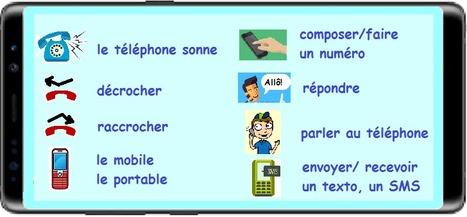 le téléphone sonne
décrocher
raccrocher
le mobile
le portable
composer/faire
un numéro
Allô!
répondre
parler au téléphone
envoyer/ recevoir
un texto, un SMS
SMS